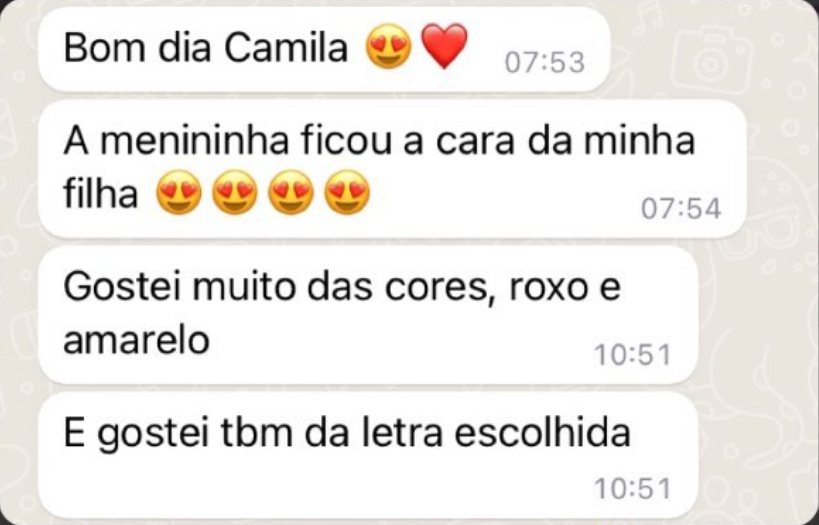 Bom dia Camila 😍❤️ 07:53
A menininha ficou a cara da minha
filha 😍😍😍😍 07:54
Gostei muito das cores, roxo e
amarelo 10:51
E gostei tbm da letra escolhida
10:51